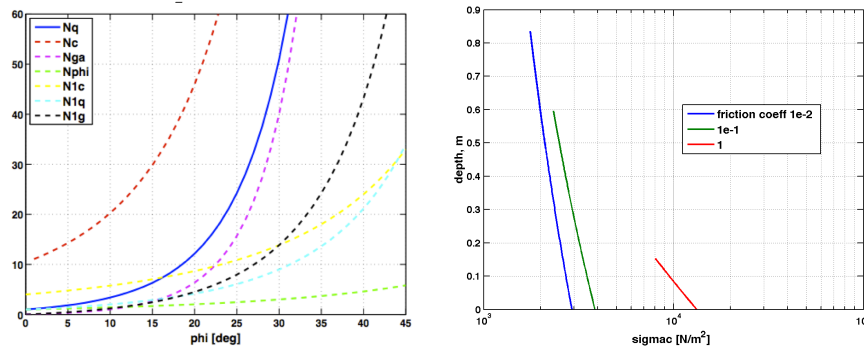 60
50
40
30
20
10
0
0 5 10 15 20 25 30 35 40 45
phi [deg]
Nq
Nc
Nga
Nphi
N1c
N1q
N1g
0.9
0.8
0.7
0.6
0.5
0.4
0.3
0.2
0.1
0
depth, m
friction coeff 1e-2
1e-1
1
10^3 10^4 10
sigmac [N/m^2]